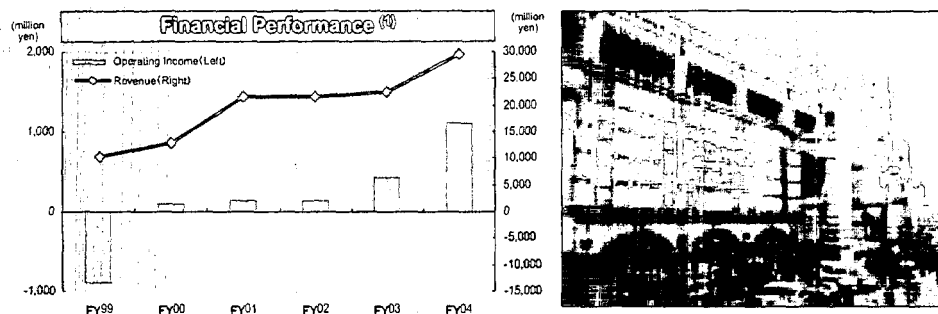 Financial Performance (1)
(million yen)
(million yen)
2,000
1,000
0
-1,000
Operating Income(Left)
Revenue(Right)
30,000
25,000
20,000
15,000
10,000
5,000
0
-5,000
-10,000
-15,000
FY99 FY00 FY01 FY02 FY03 FY04